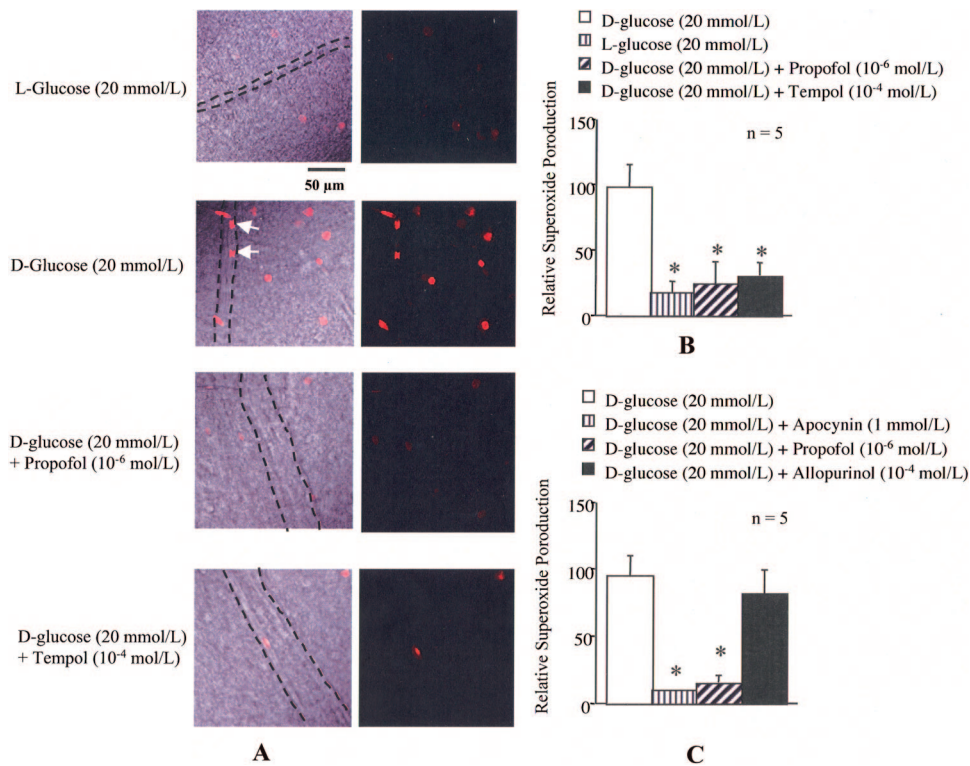 L-Glucose (20 mmol/L)
50 µm
D-Glucose (20 mmol/L)
D-glucose (20 mmol/L)
+ Propofol (10⁻⁶ mol/L)
D-glucose (20 mmol/L)
+ Tempol (10⁻⁴ mol/L)
A
D-glucose (20 mmol/L)
L-glucose (20 mmol/L)
D-glucose (20 mmol/L) + Propofol (10⁻⁶ mol/L)
D-glucose (20 mmol/L) + Tempol (10⁻⁴ mol/L)
Relative Superoxide Poroduction
150
100
50
0
n = 5
*
*
*
B
D-glucose (20 mmol/L)
D-glucose (20 mmol/L) + Apocynin (1 mmol/L)
D-glucose (20 mmol/L) + Propofol (10⁻⁶ mol/L)
D-glucose (20 mmol/L) + Allopurinol (10⁻⁴ mol/L)
Relative Superoxide Poroduction
150
100
50
0
n = 5
*
*
C